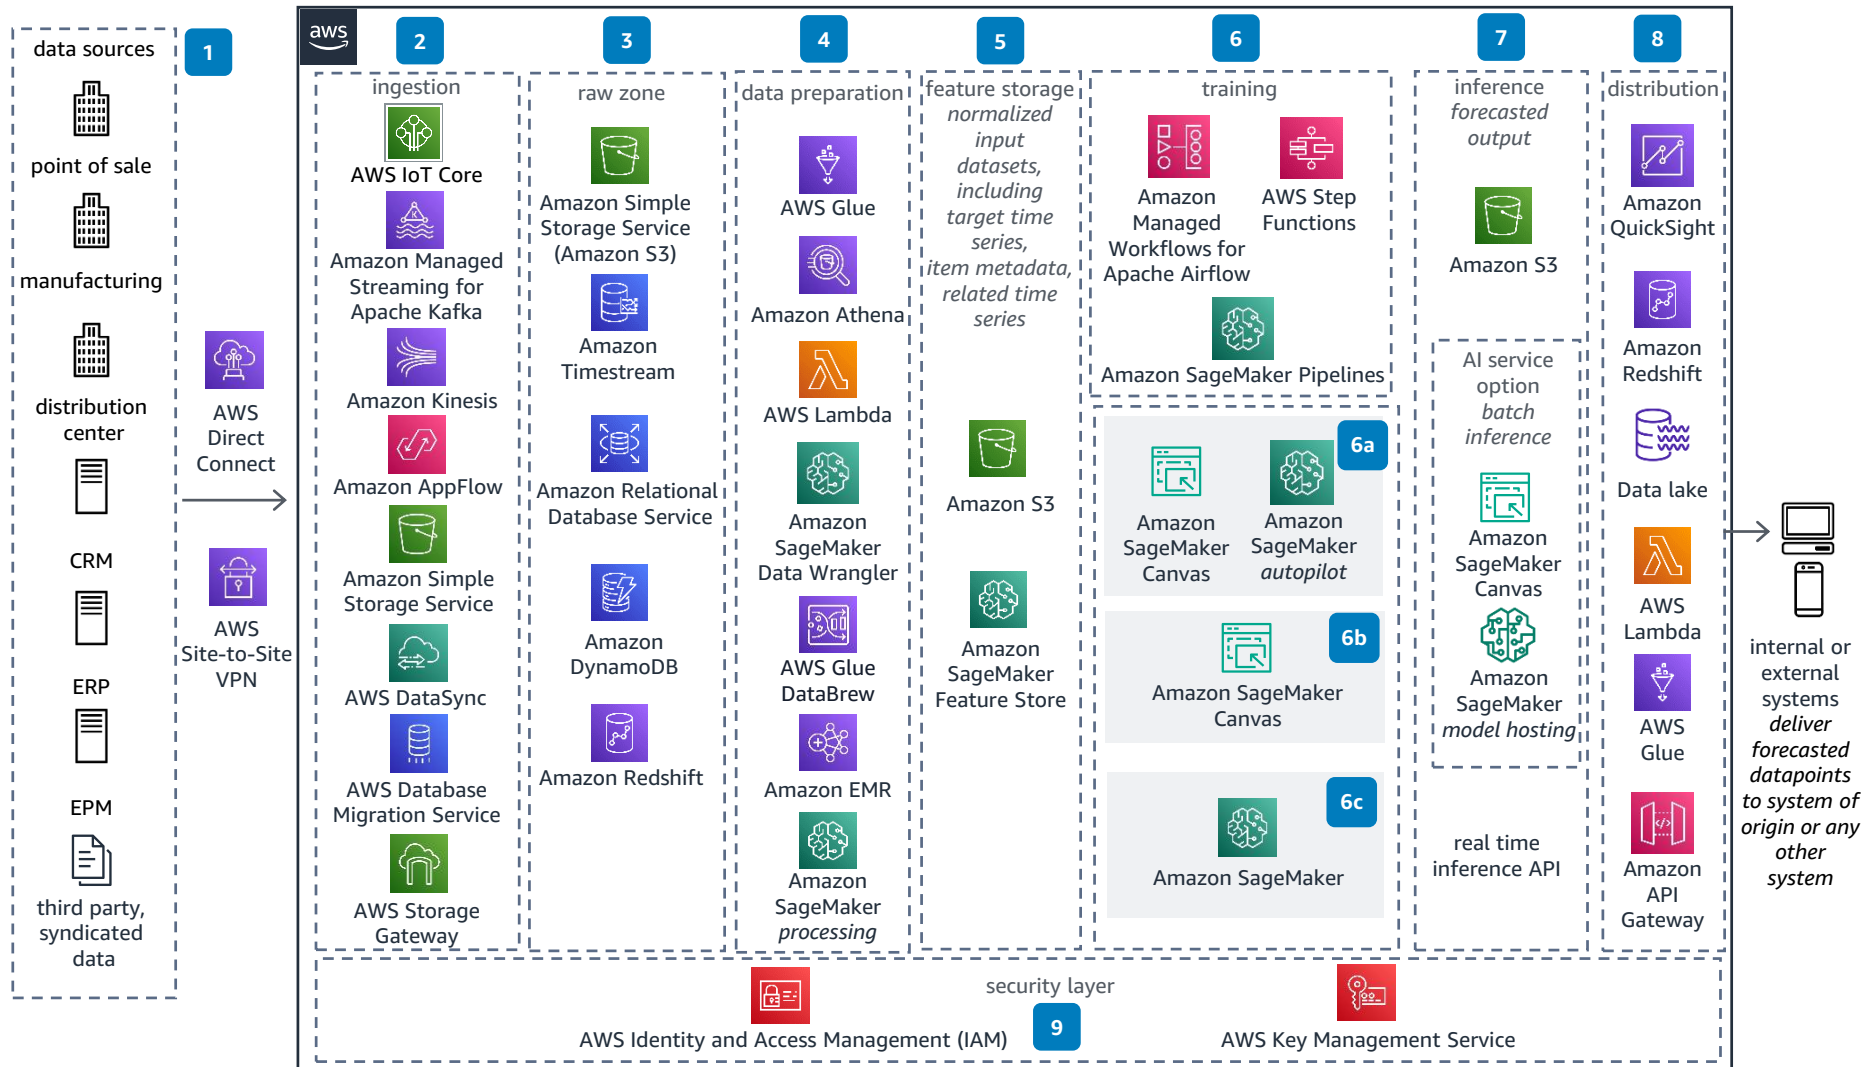 data sources
point of sale
manufacturing
distribution
center
CRM
ERP
EPM
third party,
syndicated
data
1
AWS
Direct
Connect
AWS
Site-to-Site
VPN
aws
2
ingestion
AWS IoT Core
Amazon Managed
Streaming for
Apache Kafka
Amazon Kinesis
Amazon AppFlow
Amazon Simple
Storage Service
AWS DataSync
AWS Database
Migration Service
AWS Storage
Gateway
3
raw zone
Amazon Simple
Storage Service
(Amazon S3)
Amazon
Timestream
Amazon Relational
Database Service
Amazon
DynamoDB
Amazon Redshift
4
data preparation
AWS Glue
Amazon Athena
AWS Lambda
Amazon
SageMaker
Data Wrangler
AWS Glue
DataBrew
Amazon EMR
Amazon
SageMaker
processing
5
feature storage
normalized
input
datasets,
including
target time
series,
item metadata,
related time
series
Amazon S3
Amazon
SageMaker
Feature Store
6
training
Amazon
Managed
Workflows for
Apache Airflow
AWS Step
Functions
Amazon SageMaker Pipelines
6a
Amazon
SageMaker
Canvas
Amazon
SageMaker
autopilot
6b
Amazon SageMaker
Canvas
6c
Amazon SageMaker
7
inference
forecasted
output
Amazon S3
AI service
option
batch
inference
Amazon
SageMaker
Canvas
Amazon
SageMaker
model hosting
real time
inference API
8
distribution
Amazon
QuickSight
Amazon
Redshift
Data lake
AWS
Lambda
AWS
Glue
Amazon
API
Gateway
internal or
external
systems
deliver
forecasted
datapoints
to system of
origin or any
other
system
security layer
9
AWS Identity and Access Management (IAM)
AWS Key Management Service